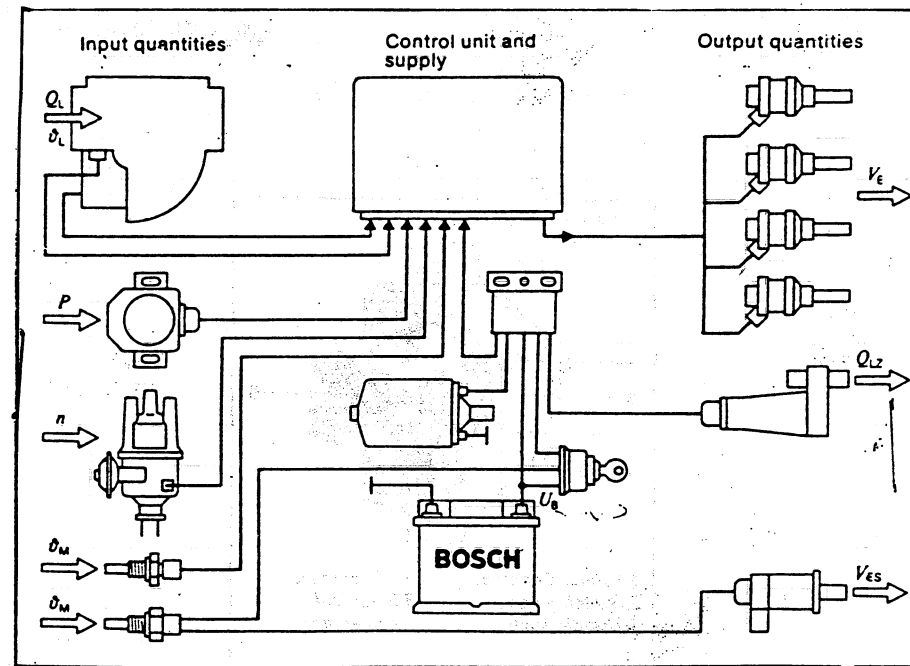 Input quantities
Control unit and
supply
Output quantities
Q_L
ϑ_L
V_E
P
Q_LZ
n
U_B
BOSCH
ϑ_M
V_ES
ϑ_M